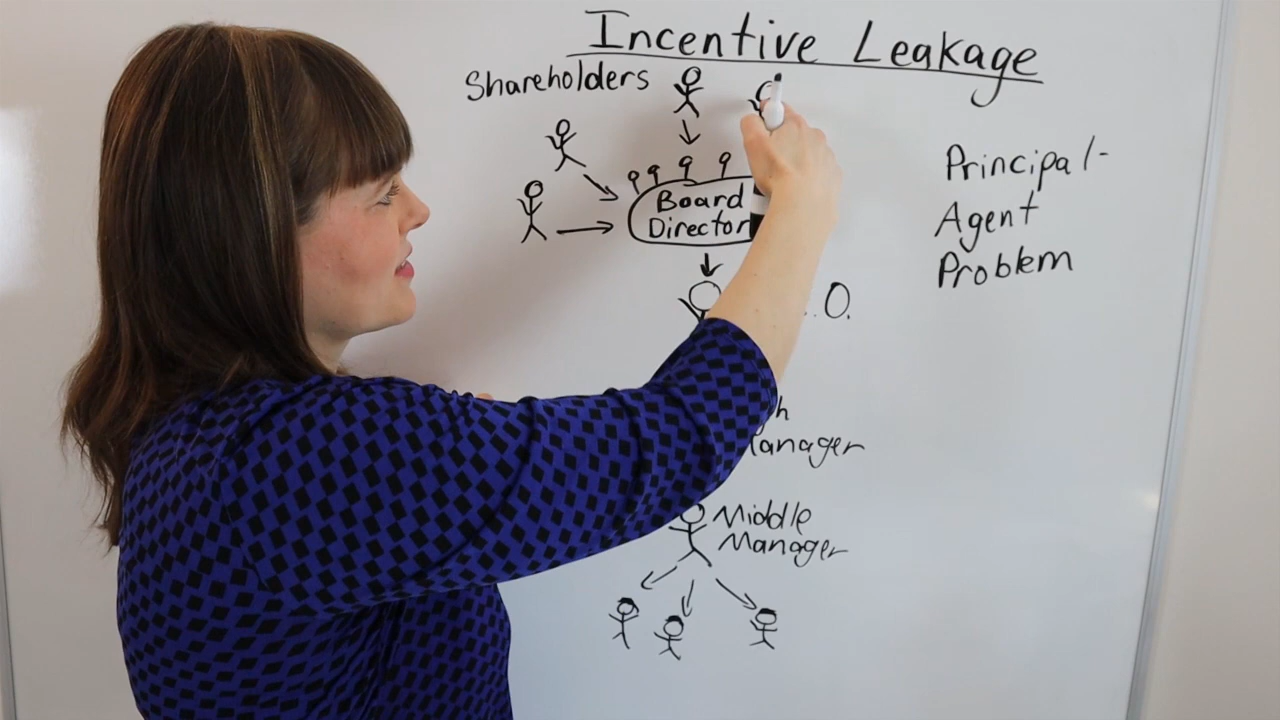 Incentive Leakage
Shareholders
Principal-
Agent
Problem
Board
Director
O.
Middle
Manager